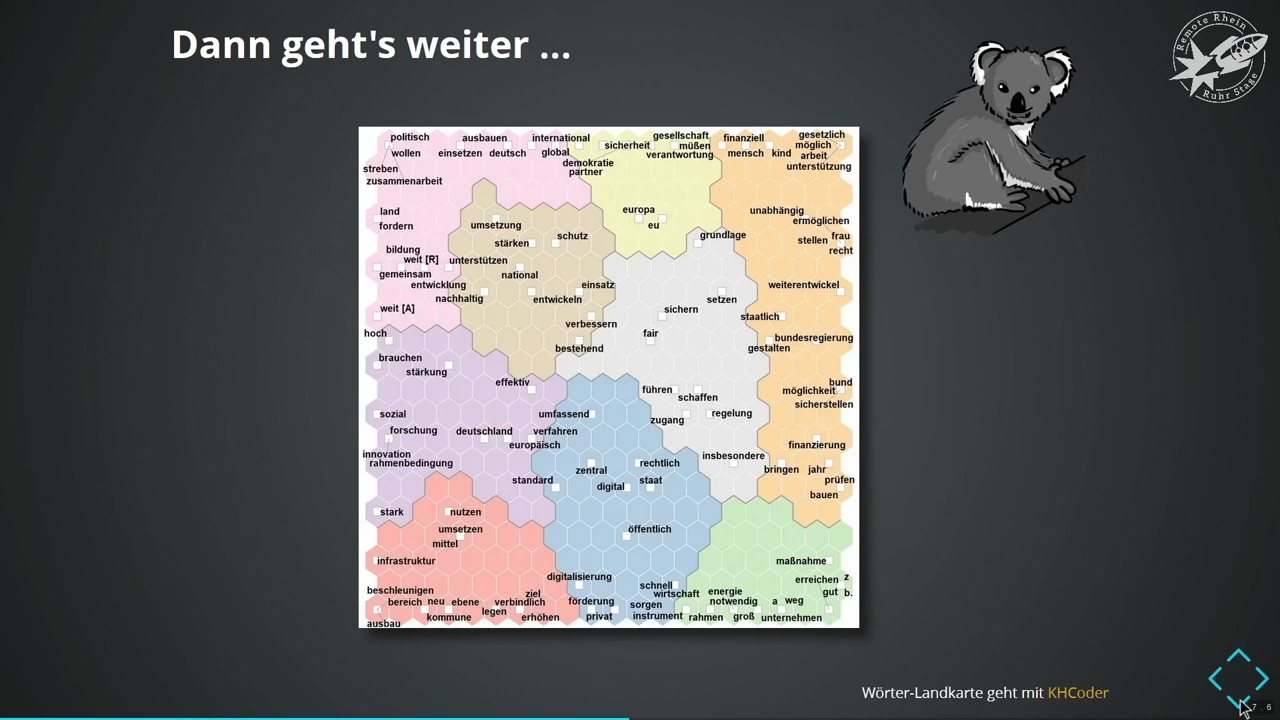 Dann geht's weiter ...
Remote Rhein
Ruhr Stage
politisch
ausbauen
international
gesellschaft
finanziell
gesetzlich
wollen
einsetzen
deutsch
global
sicherheit
müssen
verantwortung
mensch
kind
möglich
arbeit
unterstützung
streben
demokratie
partner
zusammenarbeit
land
fordern
umsetzung
stärken
schutz
europa
eu
grundlage
unabhängig
ermöglichen
stellen
frau
recht
bildung
weit [R]
gemeinsam
unterstützen
national
entwicklung
nachhaltig
entwickeln
einsatz
setzen
weiterentwickel
weit [A]
verbessern
sichern
staatlich
hoch
fair
bestehend
bundesregierung
gestalten
brauchen
stärkung
effektiv
führen
schaffen
bund
möglichkeit
sicherstellen
sozial
umfassend
zugang
regelung
forschung
deutschland
verfahren
europäisch
finanzierung
innovation
rahmenbedingung
zentral
rechtlich
insbesondere
bringen
jahr
standard
digital
staat
prüfen
bauen
stark
nutzen
umsetzen
mittel
öffentlich
infrastruktur
maßnahme
digitalisierung
schnell
wirtschaft
erreichen
z
beschleunigen
ziel
energie
gut
b.
bereich
neu
ebene
legen
verbindlich
förderung
sorgen
notwendig
a
weg
ausbau
kommune
erhöhen
privat
instrument
rahmen
groß
unternehmen
Wörter-Landkarte geht mit KHCoder
7.6